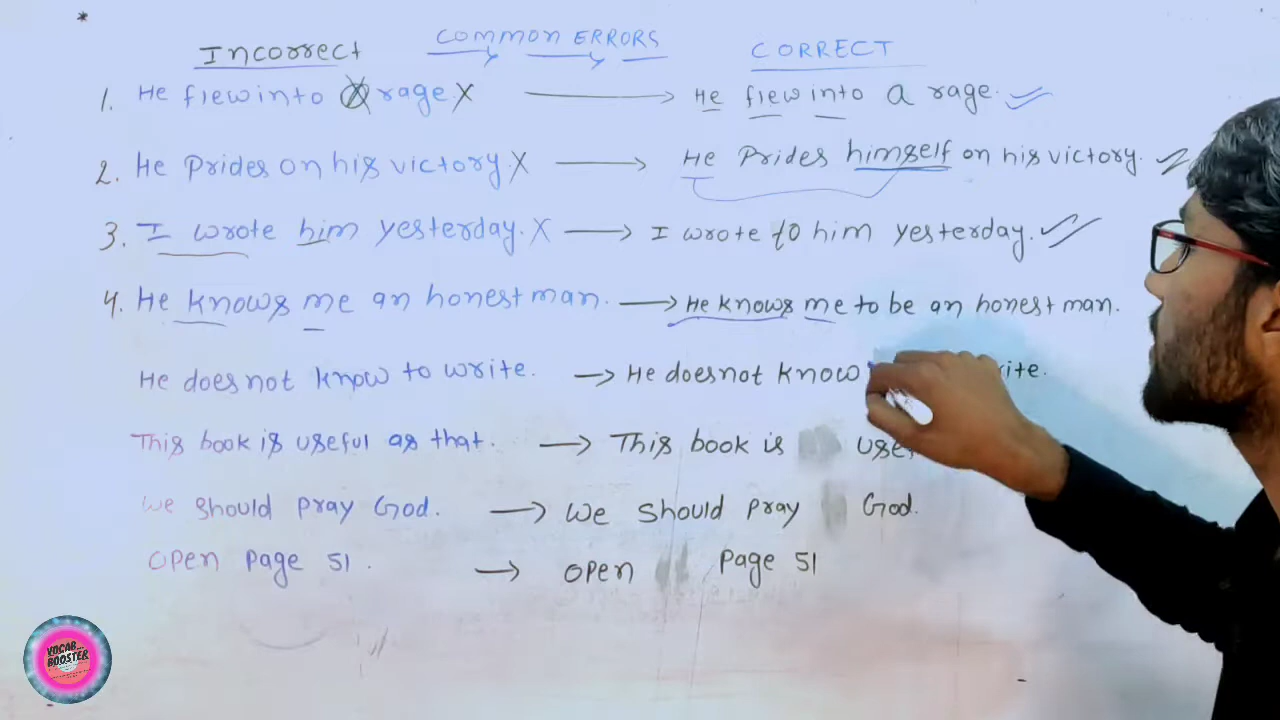 COMMON ERRORS
Incorrect CORRECT
1. He flew into rage. X → He flew into a rage.
2. He Prides on his victory. X → He Prides himself on his victory.
3. I wrote him yesterday. X → I wrote to him yesterday.
4. He knows me an honest man. → He knows me to be an honest man.
He does not know to write. → He does not know
This book is useful as that. → This book is
We should pray God. → We should pray God.
Open Page 51. → Open Page 51
VOCAB
BOOSTER